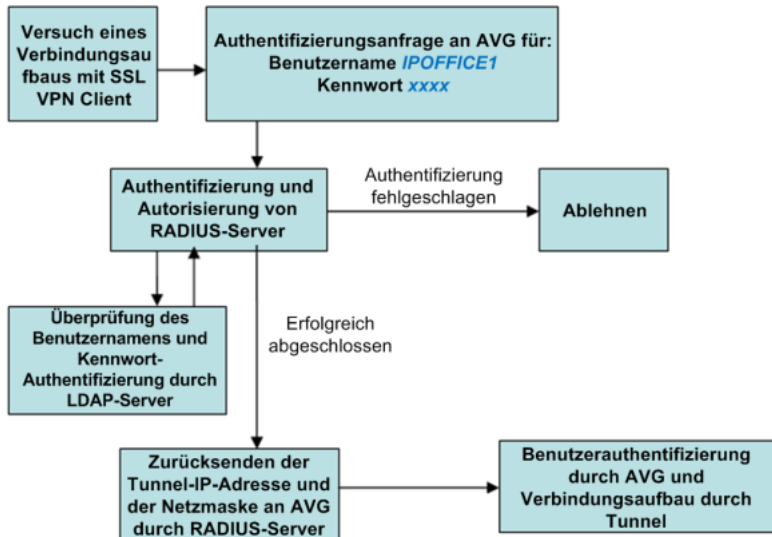 Versuch eines
Verbindungsau
fbaus mit SSL
VPN Client
Authentifizierungsanfrage an AVG für:
Benutzername IPOFFICE1
Kennwort xxxx
Authentifizierung und
Autorisierung von
RADIUS-Server
Authentifizierung
fehlgeschlagen
Ablehnen
Überprüfung des
Benutzernamens und
Kennwort-
Authentifizierung durch
LDAP-Server
Erfolgreich
abgeschlossen
Zurücksenden der
Tunnel-IP-Adresse und
der Netzmaske an AVG
durch RADIUS-Server
Benutzerauthentifizierung
durch AVG und
Verbindungsaufbau durch
Tunnel